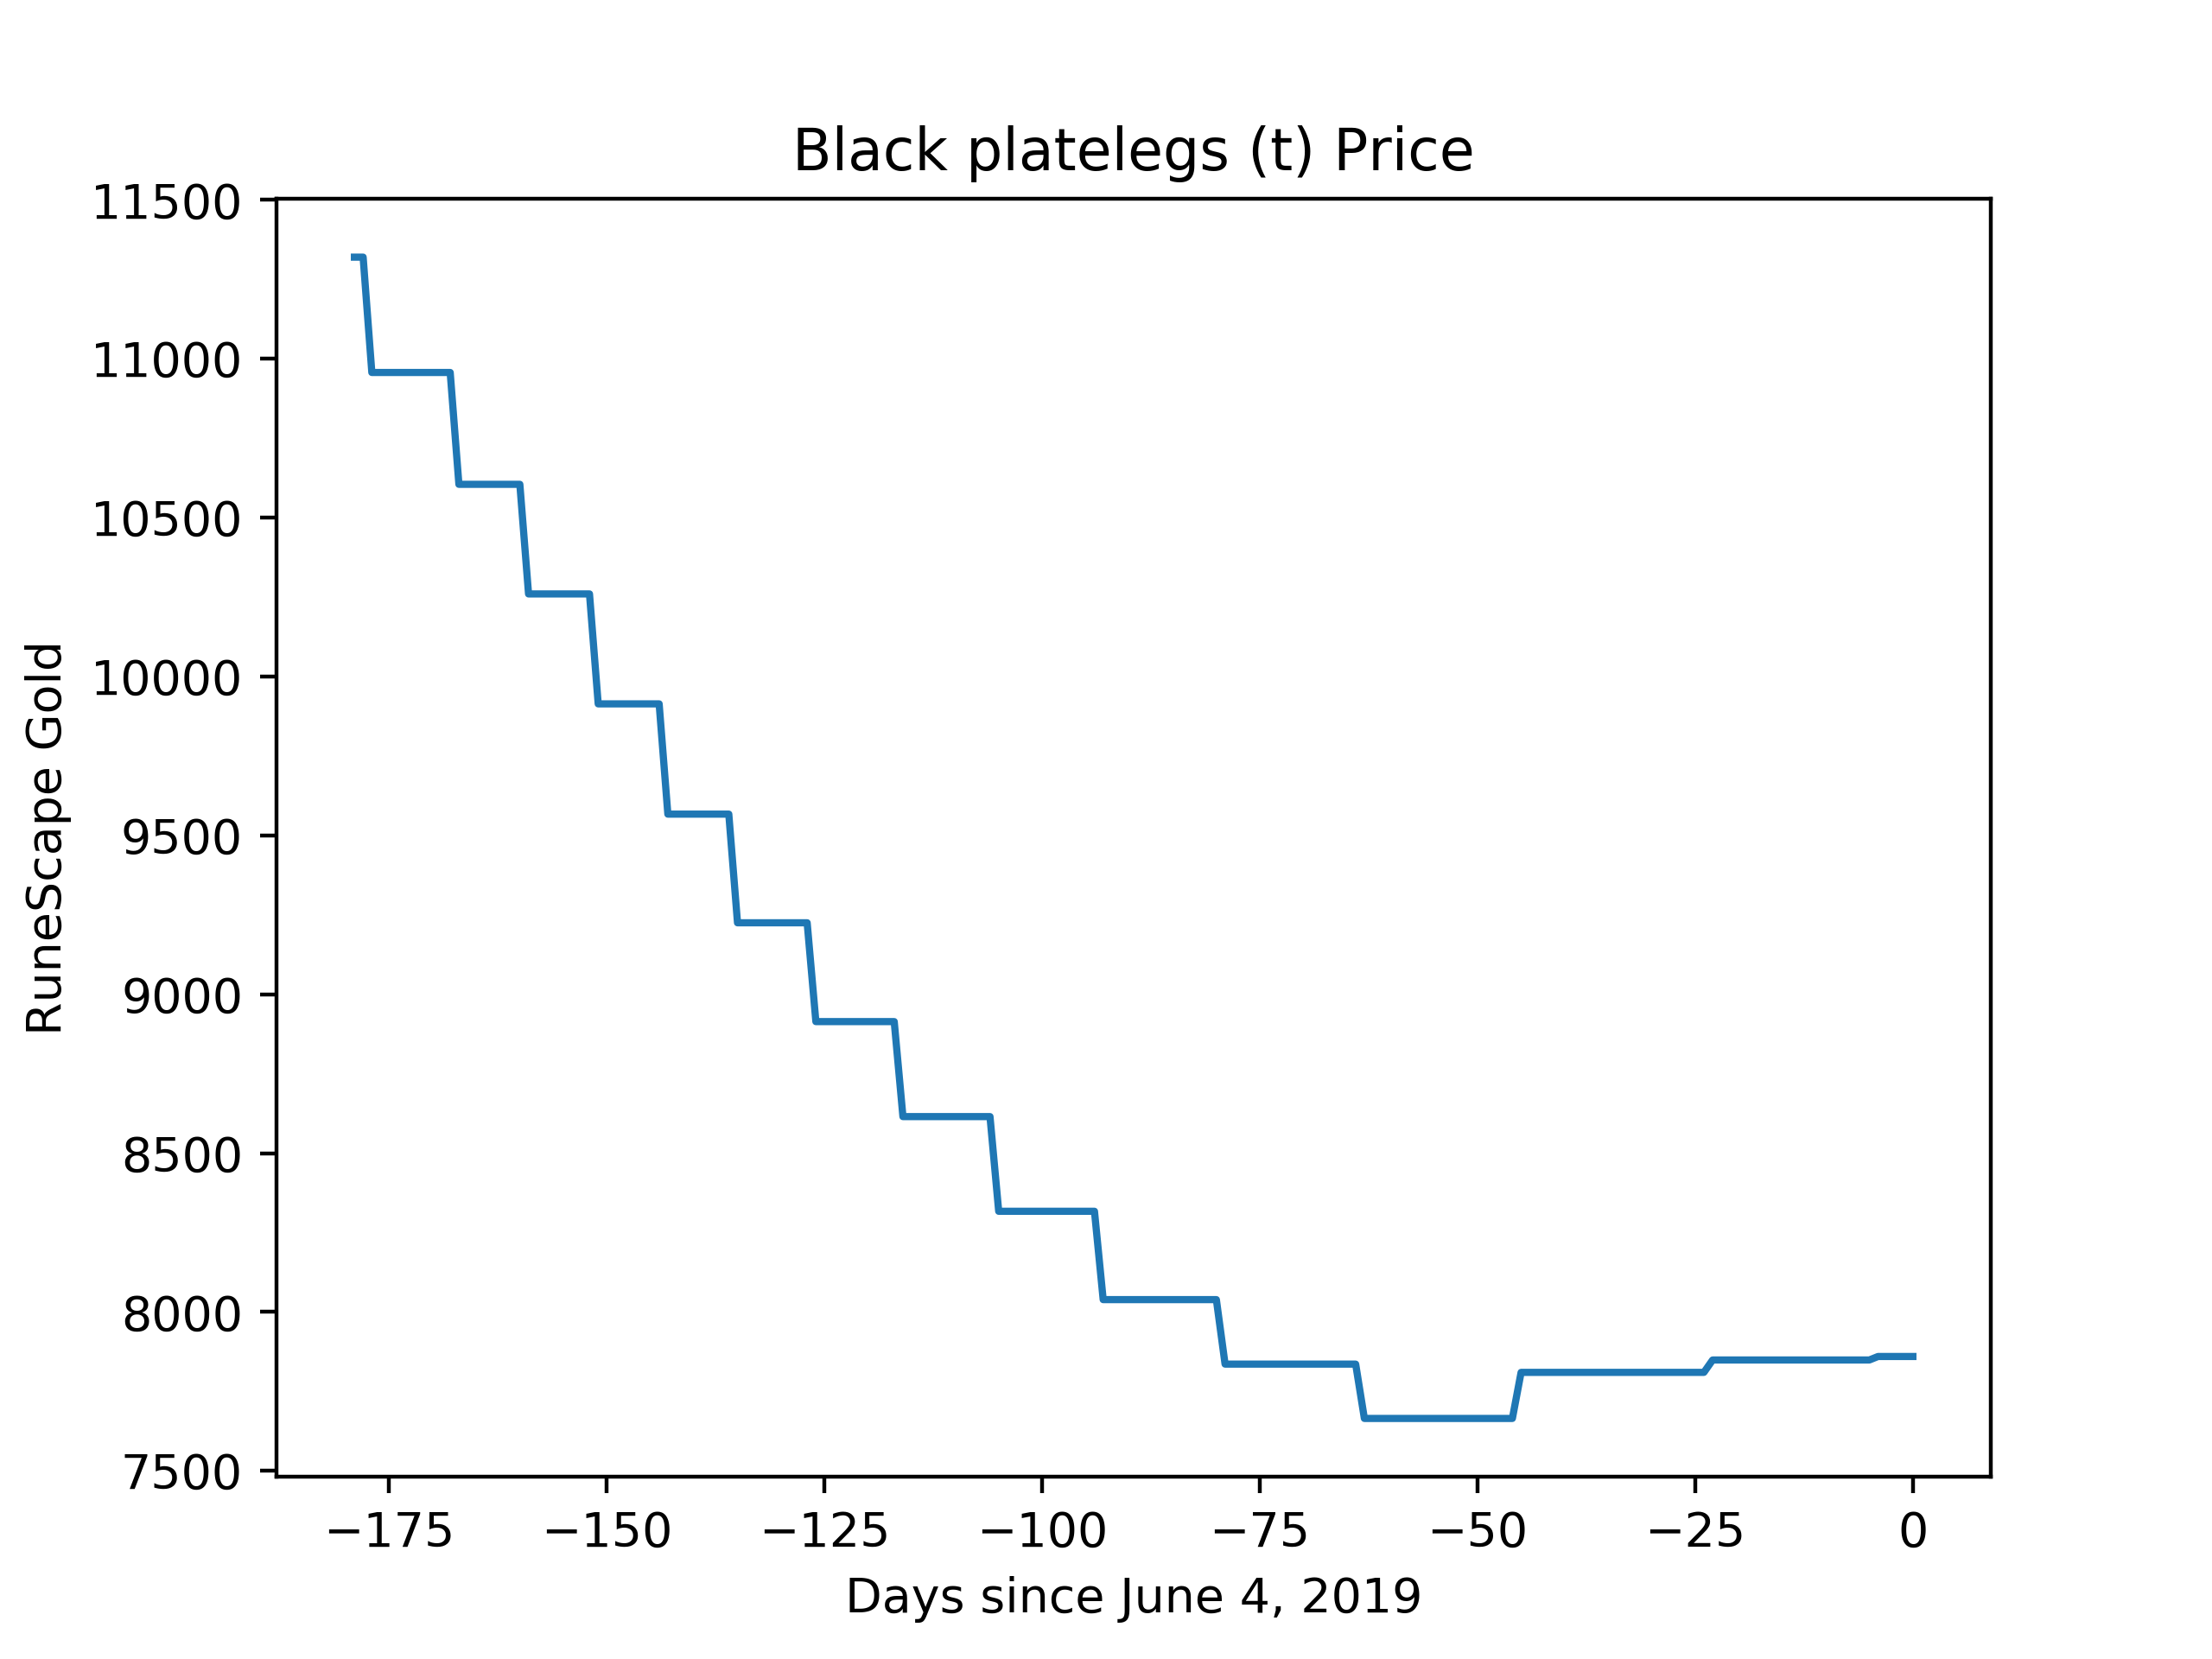 Black platelegs (t) Price
11500
11000
10500
10000
9500
9000
8500
8000
7500
RuneScape Gold
−175 −150 −125 −100 −75 −50 −25 0
Days since June 4, 2019